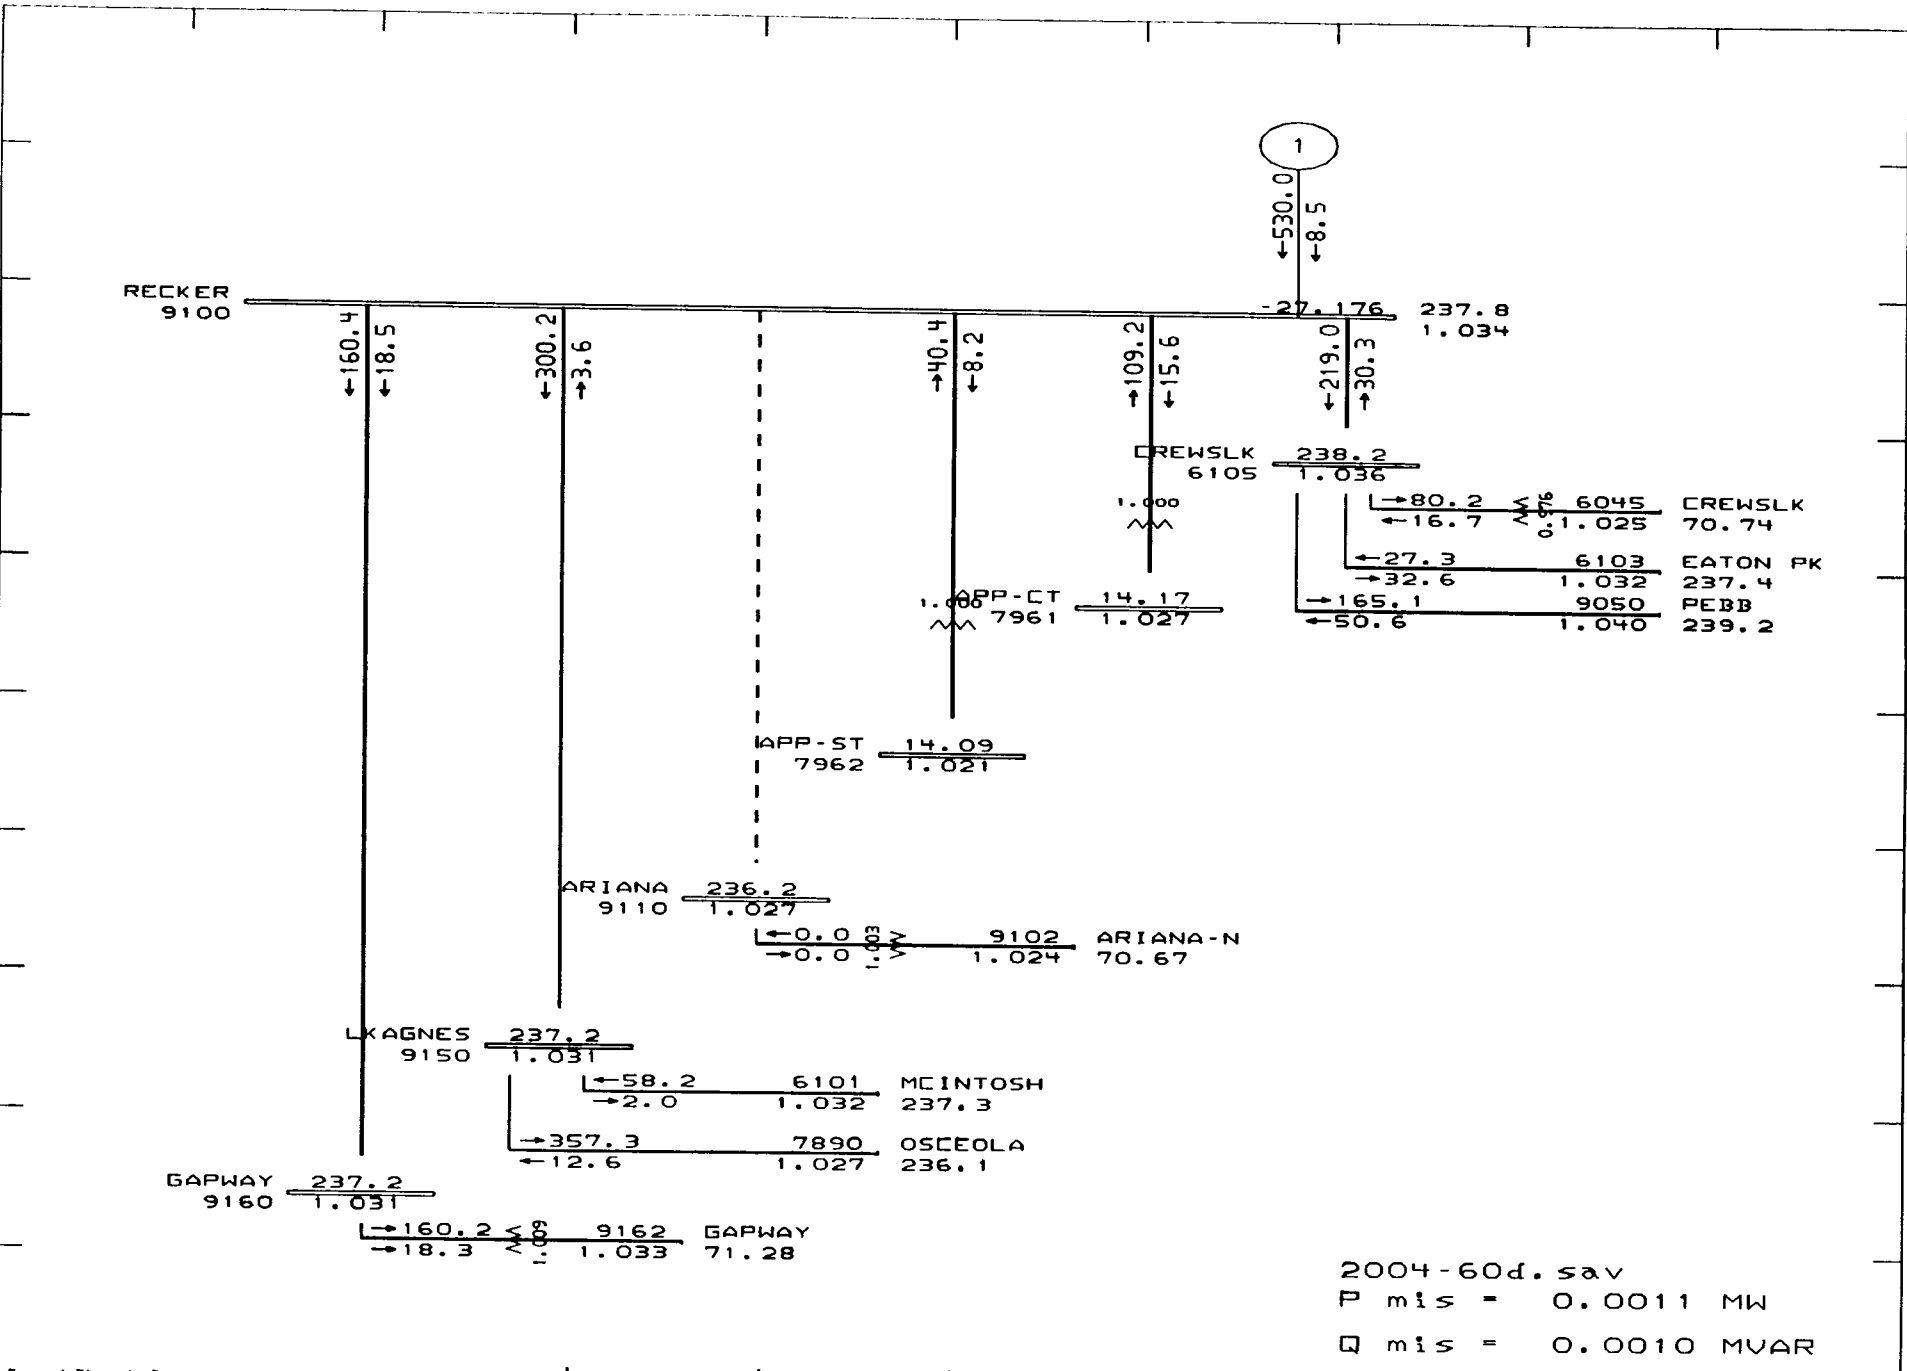 1
←530.0
←8.5
RECKER
9100
-27.176 237.8
1.034
←160.4
←18.5
←300.2
→3.6
→40.4
←8.2
→109.2
←15.6
←219.0
→30.3
CREWSLK 238.2
6105 1.036
→80.2 0.976 6045 CREWSLK
←16.7 1.025 70.74
←27.3 6103 EATON PK
→32.6 1.032 237.4
→165.1 9050 PEBB
←50.6 1.040 239.2
1.000
APP-CT 14.17
7961 1.027
1.000
APP-ST 14.09
7962 1.021
ARIANA 236.2
9110 1.027
←0.0 1.003 9102 ARIANA-N
→0.0 1.024 70.67
LKAGNES 237.2
9150 1.031
←58.2 6101 MCINTOSH
→2.0 1.032 237.3
→357.3 7890 OSCEOLA
←12.6 1.027 236.1
GAPWAY 237.2
9160 1.031
→160.2 1.009 9162 GAPWAY
→18.3 1.033 71.28
2004-60d.sav
P mis = 0.0011 MW
Q mis = 0.0010 MVAR